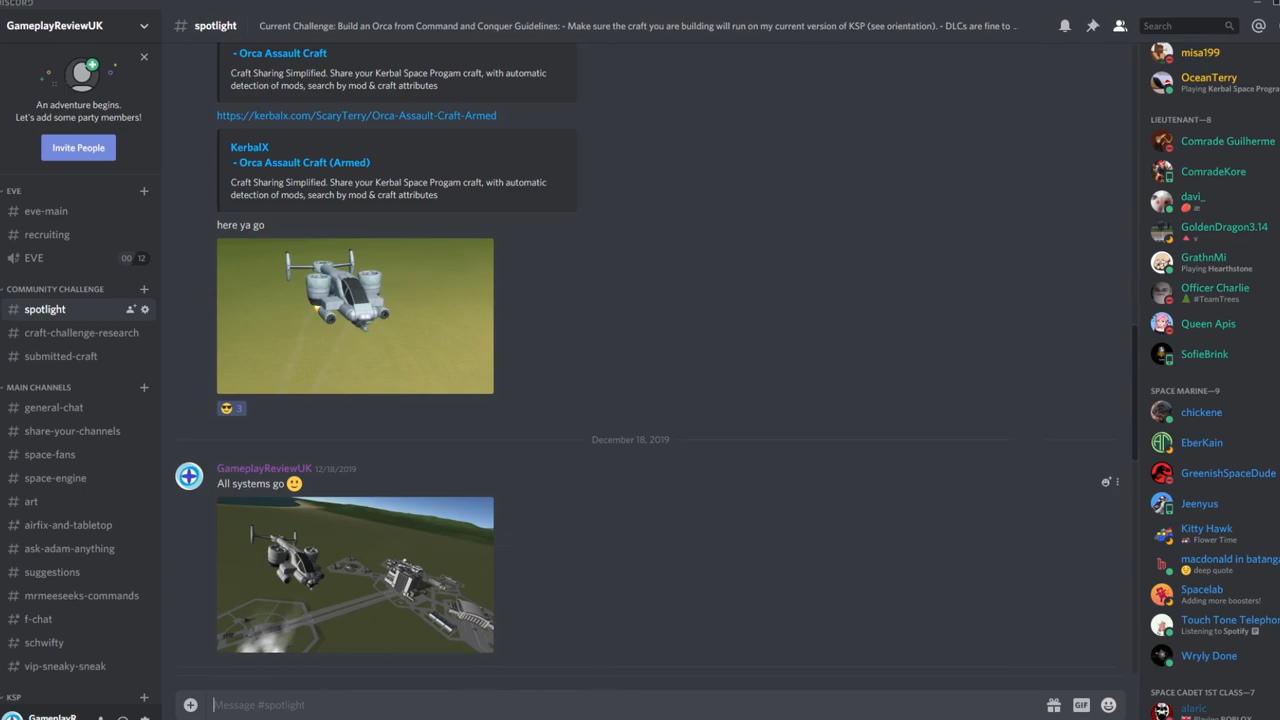 DISCORD
GameplayReviewUK
An adventure begins.
Let's add some party members!
Invite People
EVE
eve-main
recruiting
EVE
00 12
COMMUNITY CHALLENGE
spotlight
craft-challenge-research
submitted-craft
MAIN CHANNELS
general-chat
share-your-channels
space-fans
space-engine
art
airfix-and-tabletop
ask-adam-anything
suggestions
mrmeeseeks-commands
f-chat
schwifty
vip-sneaky-sneak
KSP
GameplayR
# spotlight
Current Challenge: Build an Orca from Command and Conquer Guidelines: - Make sure the craft you are building will run on my current version of KSP (see orientation). - DLCs are fine to ...
Search
- Orca Assault Craft
Craft Sharing Simplified. Share your Kerbal Space Progam craft, with automatic
detection of mods, search by mod & craft attributes
https://kerbalx.com/ScaryTerry/Orca-Assault-Craft-Armed
KerbalX
- Orca Assault Craft (Armed)
Craft Sharing Simplified. Share your Kerbal Space Progam craft, with automatic
detection of mods, search by mod & craft attributes
here ya go
😎 3
December 18, 2019
GameplayReviewUK 12/18/2019
All systems go 🙂
Message #spotlight
GIF
misa199
OceanTerry
Playing Kerbal Space Progra
LIEUTENANT—8
Comrade Guilherme
ComradeKore
davi_
æ
GoldenDragon3.14
v
GrathnMi
Playing Hearthstone
Officer Charlie
#TeamTrees
Queen Apis
SofieBrink
SPACE MARINE—9
chickene
EberKain
GreenishSpaceDude
Jeenyus
Kitty Hawk
Flower Time
macdonald in batanga
deep quote
Spacelab
Adding more boosters!
Touch Tone Telepho
Listening to Spotify
Wryly Done
SPACE CADET 1ST CLASS—7
alaric
Playing ROBLOX